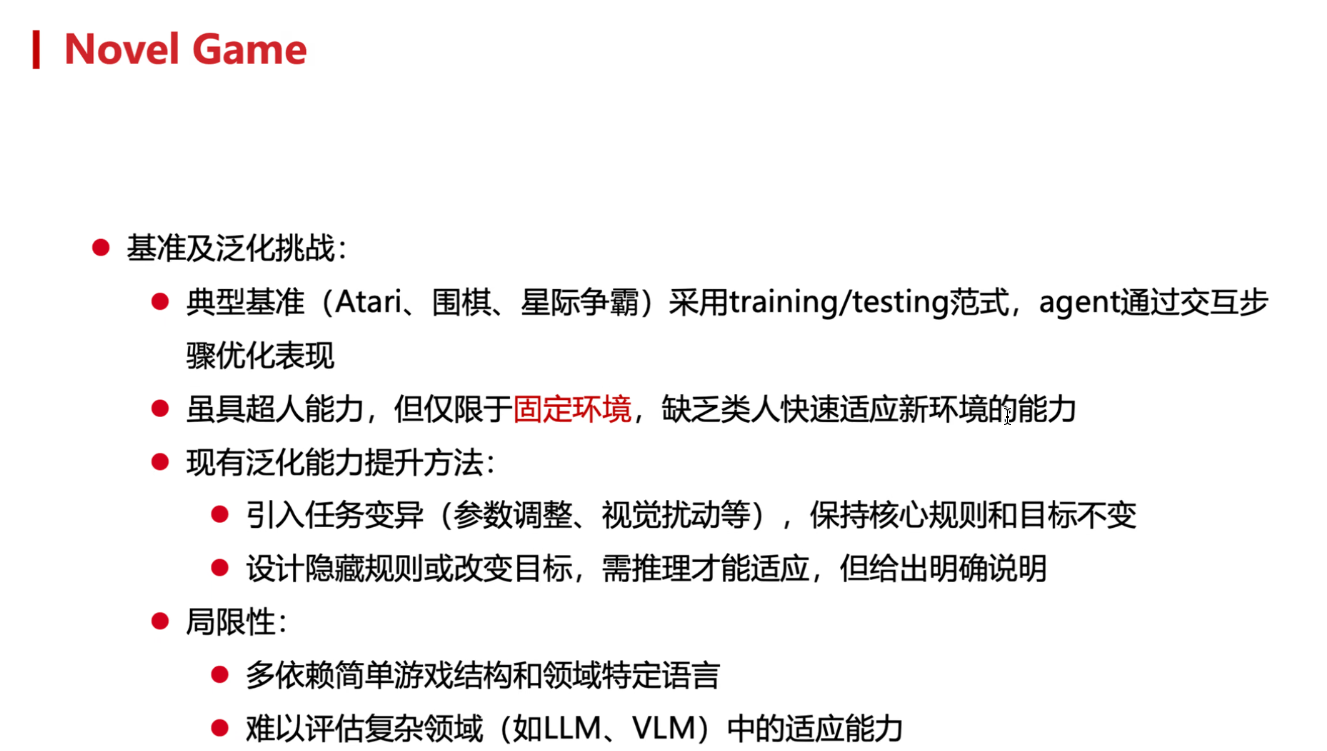 Novel Game
基准及泛化挑战：
典型基准（Atari、围棋、星际争霸）采用training/testing范式，agent通过交互步
骤优化表现
虽具超人能力，但仅限于固定环境，缺乏类人快速适应新环境的能力
现有泛化能力提升方法：
引入任务变异（参数调整、视觉扰动等），保持核心规则和目标不变
设计隐藏规则或改变目标，需推理才能适应，但给出明确说明
局限性：
多依赖简单游戏结构和领域特定语言
难以评估复杂领域（如LLM、VLM）中的适应能力